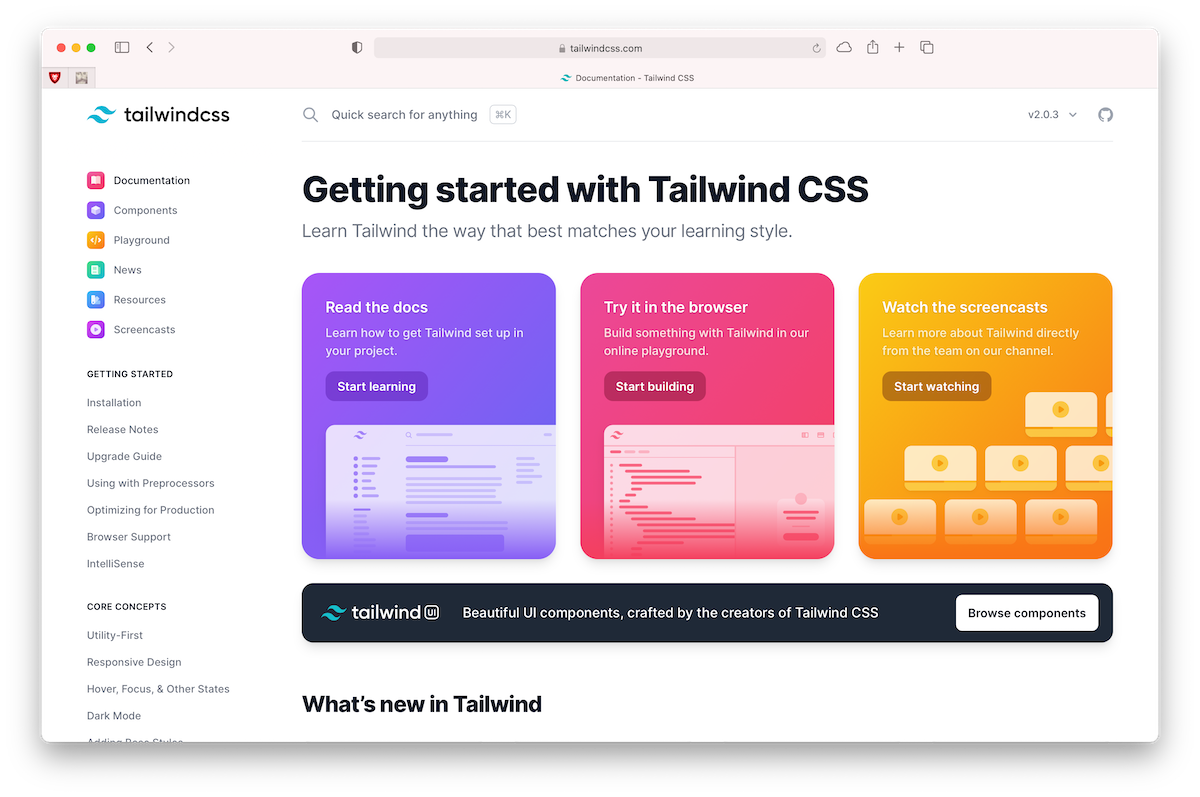 tailwindcss.com
Documentation - Tailwind CSS
tailwindcss
Quick search for anything
⌘K
v2.0.3
Documentation
Components
Playground
News
Resources
Screencasts
GETTING STARTED
Installation
Release Notes
Upgrade Guide
Using with Preprocessors
Optimizing for Production
Browser Support
IntelliSense
CORE CONCEPTS
Utility-First
Responsive Design
Hover, Focus, & Other States
Dark Mode
Adding Base Styles
Getting started with Tailwind CSS
Learn Tailwind the way that best matches your learning style.
Read the docs
Learn how to get Tailwind set up in
your project.
Start learning
Try it in the browser
Build something with Tailwind in our
online playground.
Start building
Watch the screencasts
Learn more about Tailwind directly
from the team on our channel.
Start watching
tailwind UI
Beautiful UI components, crafted by the creators of Tailwind CSS
Browse components
What's new in Tailwind